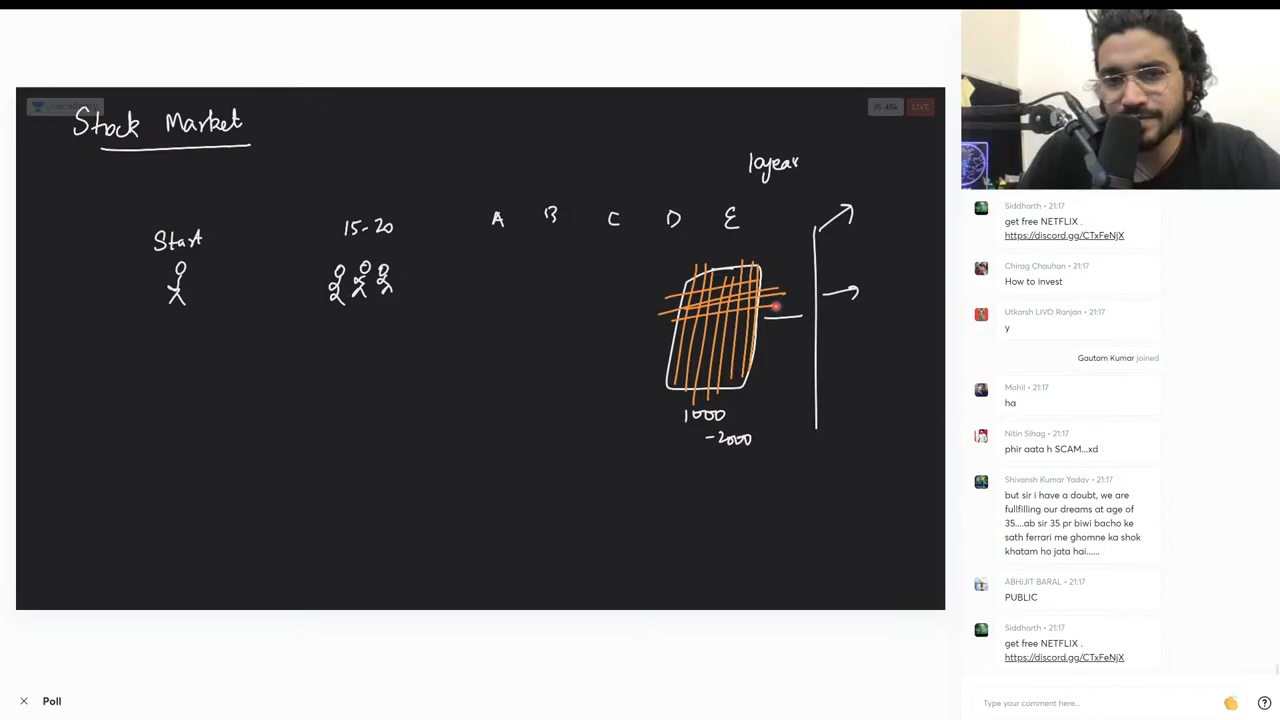 unacademy
45k
LIVE
Stock Market
10year
15-20
A B C D E
Start
1000
-2000
Siddharth • 21:17
get free NETFLIX .
https://discord.gg/CTxFeNjX
Chirag Chauhan • 21:17
How to invest
Utkarsh LIVO Ranjan • 21:17
y
Gautam Kumar joined
Mohil • 21:17
ha
Nitin Sihag • 21:17
phir aata h SCAM...xd
Shivansh Kumar Yadav • 21:17
but sir i have a doubt, we are
fullfilling our dreams at age of
35....ab sir 35 pr biwi bacho ke
sath ferrari me ghomne ka shok
khatam ho jata hai......
ABHIJIT BARAL • 21:17
PUBLIC
Siddharth • 21:17
get free NETFLIX .
https://discord.gg/CTxFeNjX
Type your comment here...
× Poll